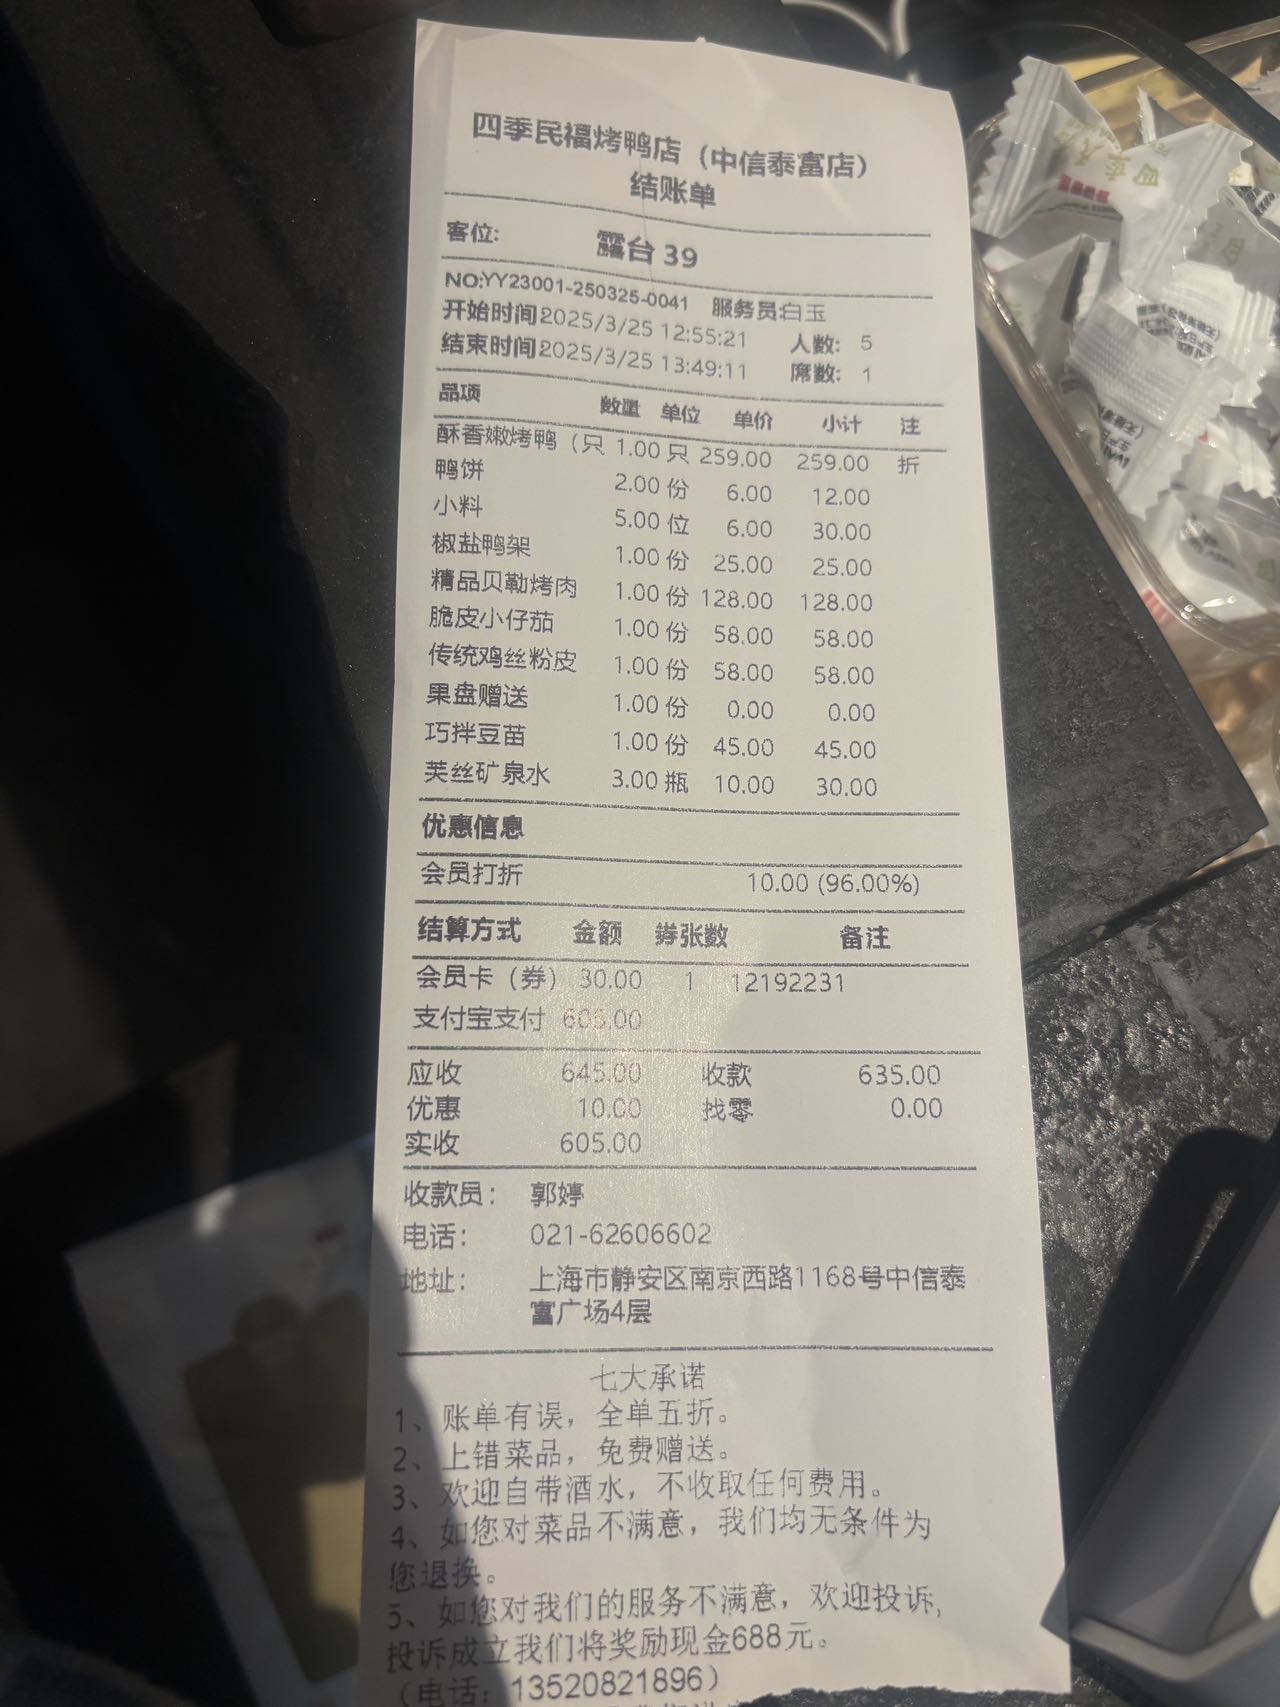 四季民福烤鸭店（中信泰富店）
结账单
客位: 露台 39
NO:YY23001-250325-0041 服务员:白玉
开始时间2025/3/25 12:55:21 人数: 5
结束时间2025/3/25 13:49:11 席数: 1
品项 数量 单位 单价 小计 注
酥香嫩烤鸭（只 1.00 只 259.00 259.00 折
鸭饼 2.00 份 6.00 12.00
小料 5.00 位 6.00 30.00
椒盐鸭架 1.00 份 25.00 25.00
精品贝勒烤肉 1.00 份 128.00 128.00
脆皮小仔茄 1.00 份 58.00 58.00
传统鸡丝粉皮 1.00 份 58.00 58.00
果盘赠送 1.00 份 0.00 0.00
巧拌豆苗 1.00 份 45.00 45.00
芙丝矿泉水 3.00 瓶 10.00 30.00
优惠信息
会员打折 10.00 (96.00%)
结算方式 金额 券张数 备注
会员卡（券） 30.00 1 12192231
支付宝支付 605.00
应收 645.00 收款 635.00
优惠 10.00 找零 0.00
实收 605.00
收款员： 郭婷
电话： 021-62606602
地址： 上海市静安区南京西路1168号中信泰
富广场4层
七大承诺
1、账单有误，全单五折。
2、上错菜品，免费赠送。
3、欢迎自带酒水，不收取任何费用。
4、如您对菜品不满意，我们均无条件为
您退换。
5、如您对我们的服务不满意，欢迎投诉，
投诉成立我们将奖励现金688元。
（电话：13520821896）